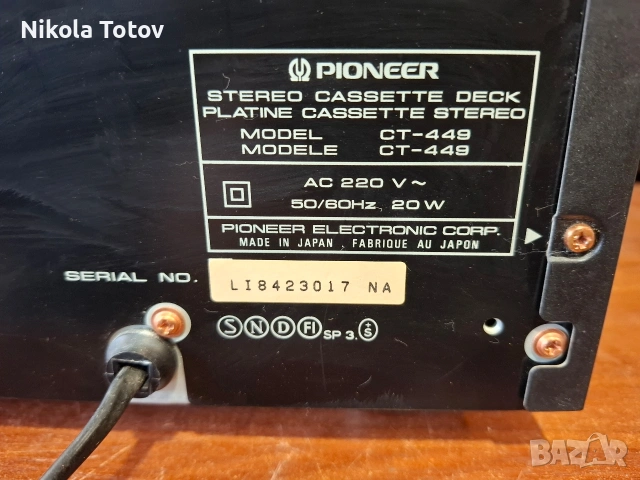 Nikola Totov
PIONEER
STEREO CASSETTE DECK
PLATINE CASSETTE STEREO
MODEL CT-449
MODELE CT-449
AC 220 V~
50/60Hz, 20 W
PIONEER ELECTRONIC CORP.
MADE IN JAPAN . FABRIQUE AU JAPON
SERIAL NO. LI8423017 NA
S N D FI SP 3. +S
BAZAR